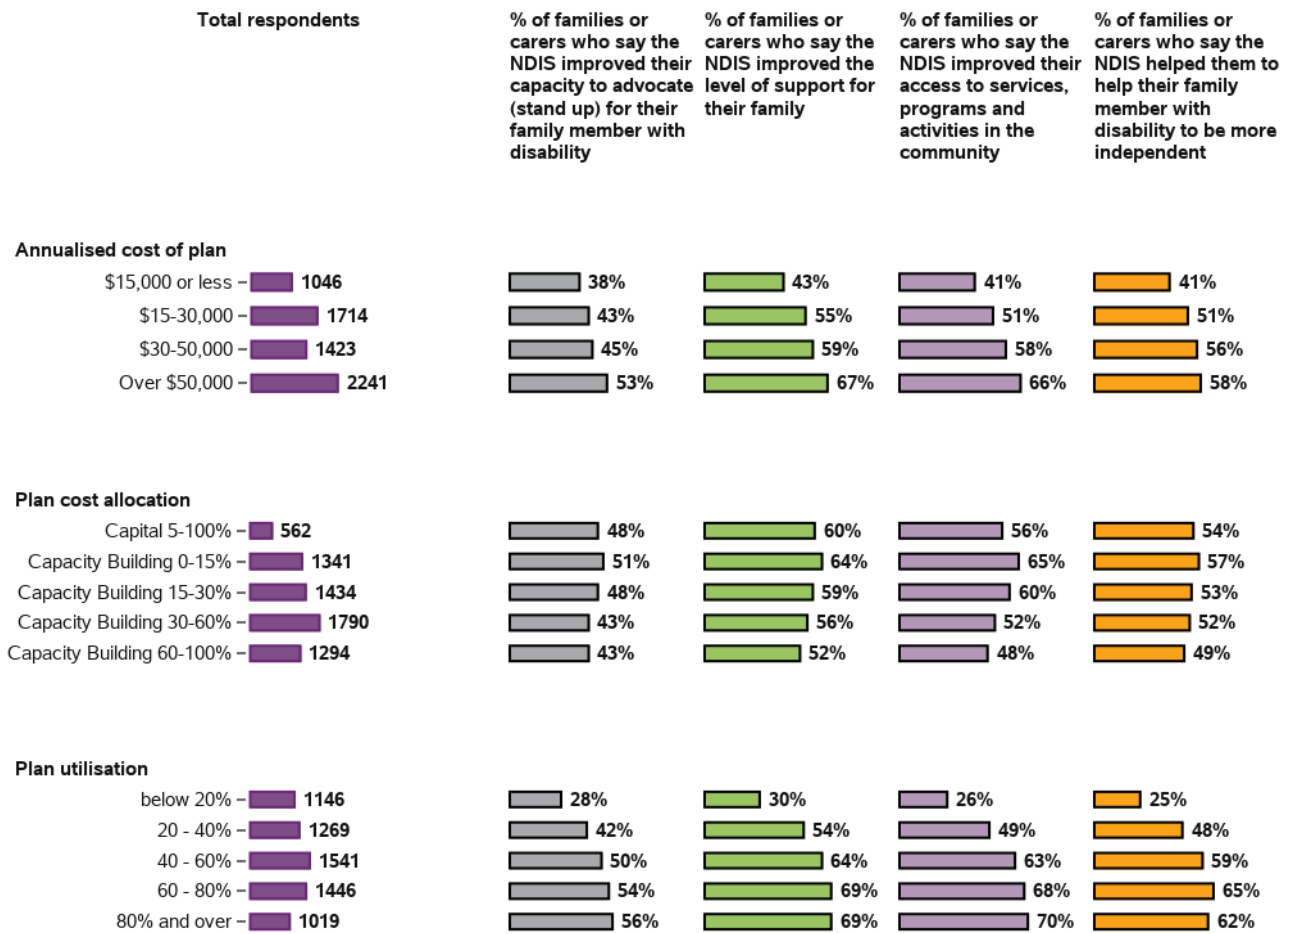 Total respondents
% of families or
carers who say the
NDIS improved their
capacity to advocate
(stand up) for their
family member with
disability
% of families or
carers who say the
NDIS improved the
level of support for
their family
% of families or
carers who say the
NDIS improved their
access to services,
programs and
activities in the
community
% of families or
carers who say the
NDIS helped them to
help their family
member with
disability to be more
independent
Annualised cost of plan
$15,000 or less 1046 38% 43% 41% 41%
$15-30,000 1714 43% 55% 51% 51%
$30-50,000 1423 45% 59% 58% 56%
Over $50,000 2241 53% 67% 66% 58%
Plan cost allocation
Capital 5-100% 562 48% 60% 56% 54%
Capacity Building 0-15% 1341 51% 64% 65% 57%
Capacity Building 15-30% 1434 48% 59% 60% 53%
Capacity Building 30-60% 1790 43% 56% 52% 52%
Capacity Building 60-100% 1294 43% 52% 48% 49%
Plan utilisation
below 20% 1146 28% 30% 26% 25%
20 - 40% 1269 42% 54% 49% 48%
40 - 60% 1541 50% 64% 63% 59%
60 - 80% 1446 54% 69% 68% 65%
80% and over 1019 56% 69% 70% 62%